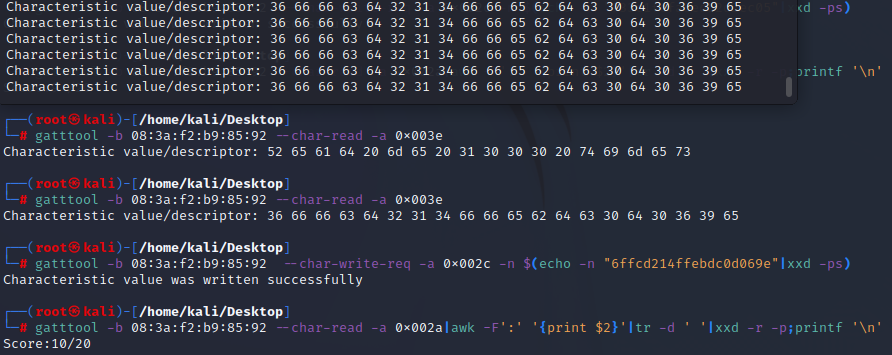 Characteristic value/descriptor: 36 66 66 63 64 32 31 34 66 66 65 62 64 63 30 64 30 36 39 65 |xxd -ps)
Characteristic value/descriptor: 36 66 66 63 64 32 31 34 66 66 65 62 64 63 30 64 30 36 39 65
Characteristic value/descriptor: 36 66 66 63 64 32 31 34 66 66 65 62 64 63 30 64 30 36 39 65
Characteristic value/descriptor: 36 66 66 63 64 32 31 34 66 66 65 62 64 63 30 64 30 36 39 65
Characteristic value/descriptor: 36 66 66 63 64 32 31 34 66 66 65 62 64 63 30 64 30 36 39 65 printf '\n'
Characteristic value/descriptor: 36 66 66 63 64 32 31 34 66 66 65 62 64 63 30 64 30 36 39 65
┌──(root㉿kali)-[/home/kali/Desktop]
└─# gatttool -b 08:3a:f2:b9:85:92 --char-read -a 0×003e
Characteristic value/descriptor: 52 65 61 64 20 6d 65 20 31 30 30 30 20 74 69 6d 65 73
┌──(root㉿kali)-[/home/kali/Desktop]
└─# gatttool -b 08:3a:f2:b9:85:92 --char-read -a 0×003e
Characteristic value/descriptor: 36 66 66 63 64 32 31 34 66 66 65 62 64 63 30 64 30 36 39 65
┌──(root㉿kali)-[/home/kali/Desktop]
└─# gatttool -b 08:3a:f2:b9:85:92  --char-write-req -a 0×002c -n $(echo -n "6ffcd214ffebdc0d069e"|xxd -ps)
Characteristic value was written successfully
┌──(root㉿kali)-[/home/kali/Desktop]
└─# gatttool -b 08:3a:f2:b9:85:92 --char-read -a 0×002a|awk -F':' '{print $2}'|tr -d ' '|xxd -r -p;printf '\n'
Score:10/20